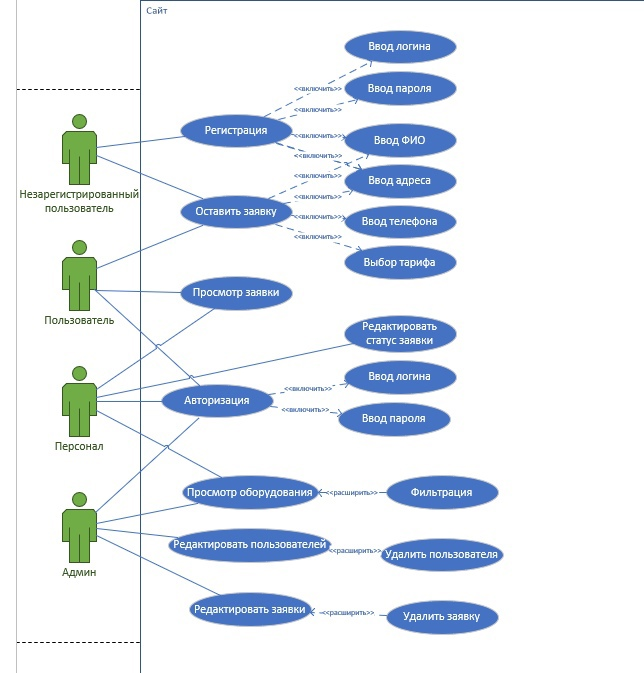 Сайт
Ввод логина
<<включить>>
Ввод пароля
<<включить>>
Регистрация
<<включить>>
Ввод ФИО
<<включить>>
<<включить>>
Ввод адреса
Незарегистрированный
пользователь
<<включить>>
Оставить заявку
<<включить>>
Ввод телефона
<<включить>>
Выбор тарифа
Просмотр заявки
Пользователь
Редактировать
статус заявки
Ввод логина
<<включить>>
Авторизация
<<включить>>
Ввод пароля
Персонал
Просмотр оборудования
<<расширить>>
Фильтрация
Редактировать пользователей
<<расширить>>
Удалить пользователя
Админ
Редактировать заявки
<<расширить>>
Удалить заявку